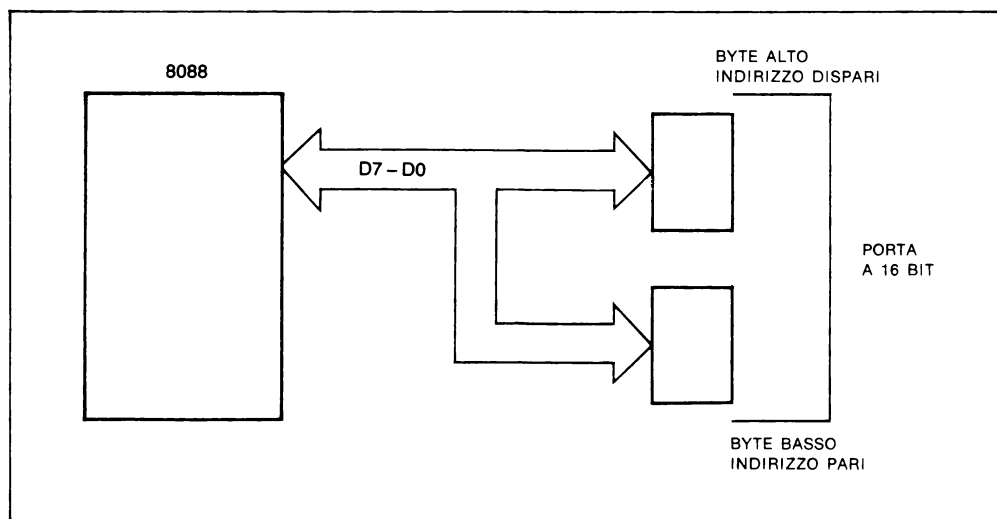 8088
BYTE ALTO
INDIRIZZO DISPARI
D7 – D0
PORTA
A 16 BIT
BYTE BASSO
INDIRIZZO PARI